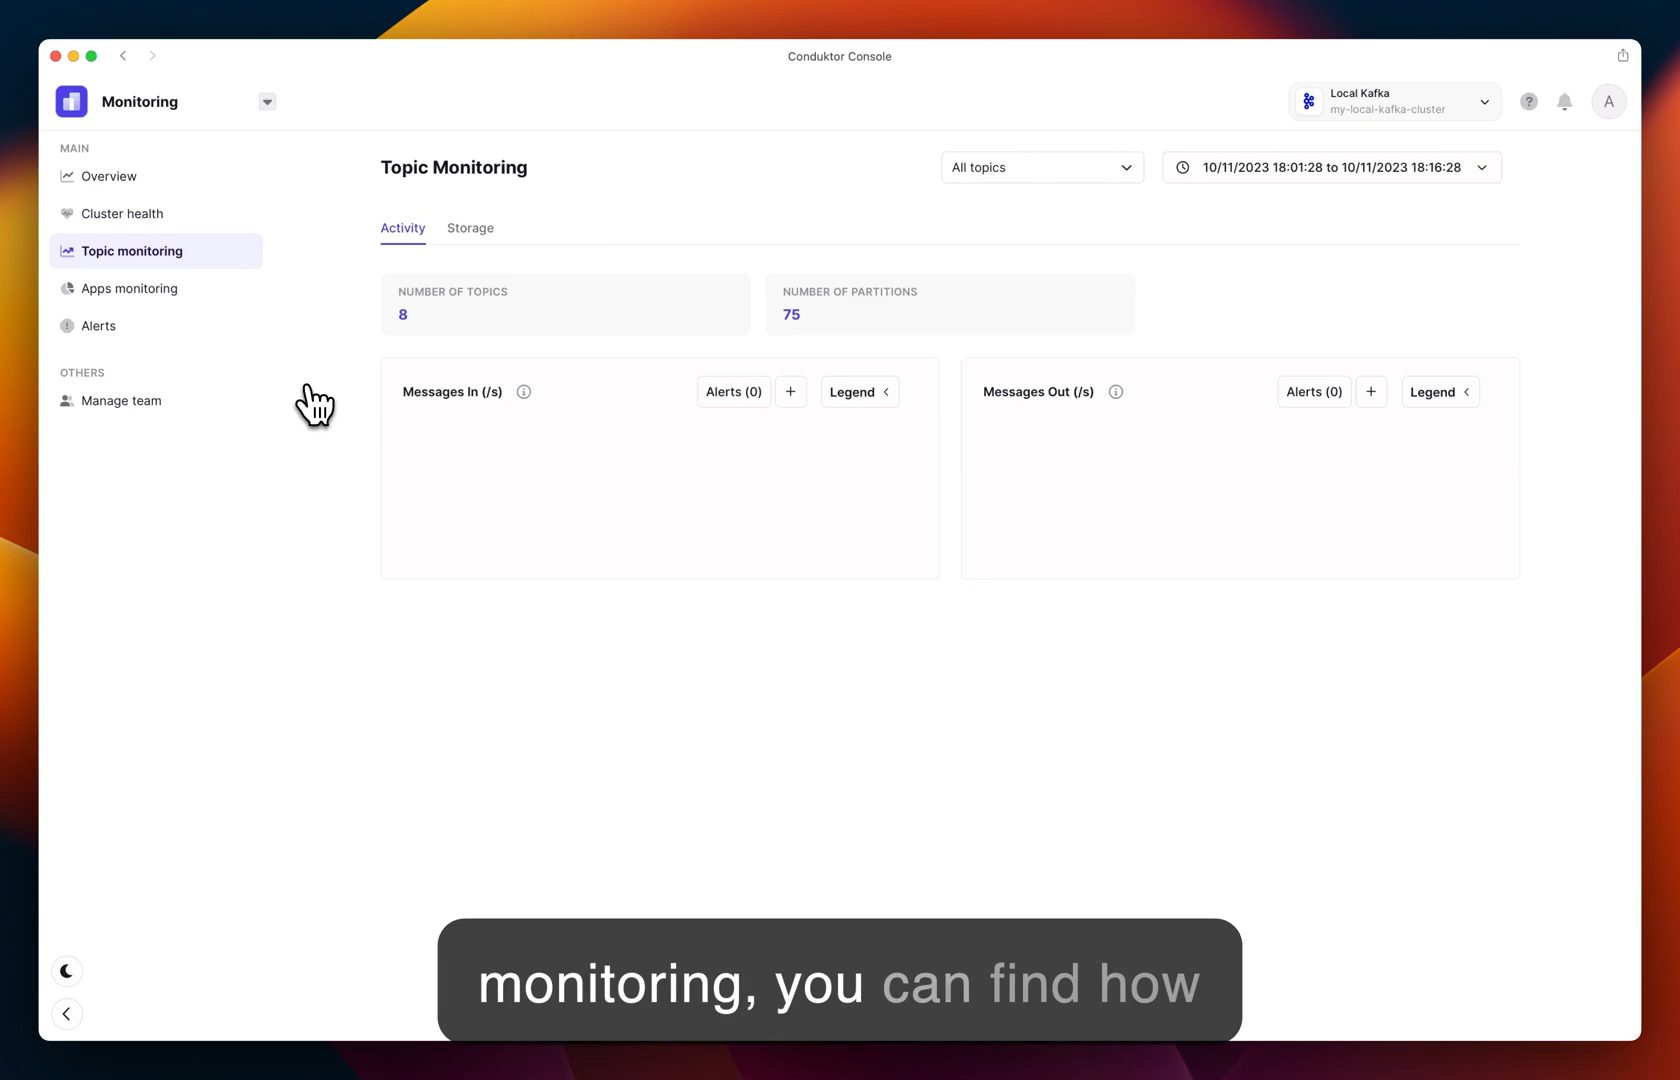 Conduktor Console
Monitoring
Local Kafka
my-local-kafka-cluster
?
A
MAIN
Overview
Cluster health
Topic monitoring
Apps monitoring
Alerts
OTHERS
Manage team
Topic Monitoring
All topics
10/11/2023 18:01:28 to 10/11/2023 18:16:28
Activity
Storage
NUMBER OF TOPICS
8
NUMBER OF PARTITIONS
75
Messages In (/s)
Alerts (0)
+
Legend
Messages Out (/s)
Alerts (0)
+
Legend
monitoring, you can find how